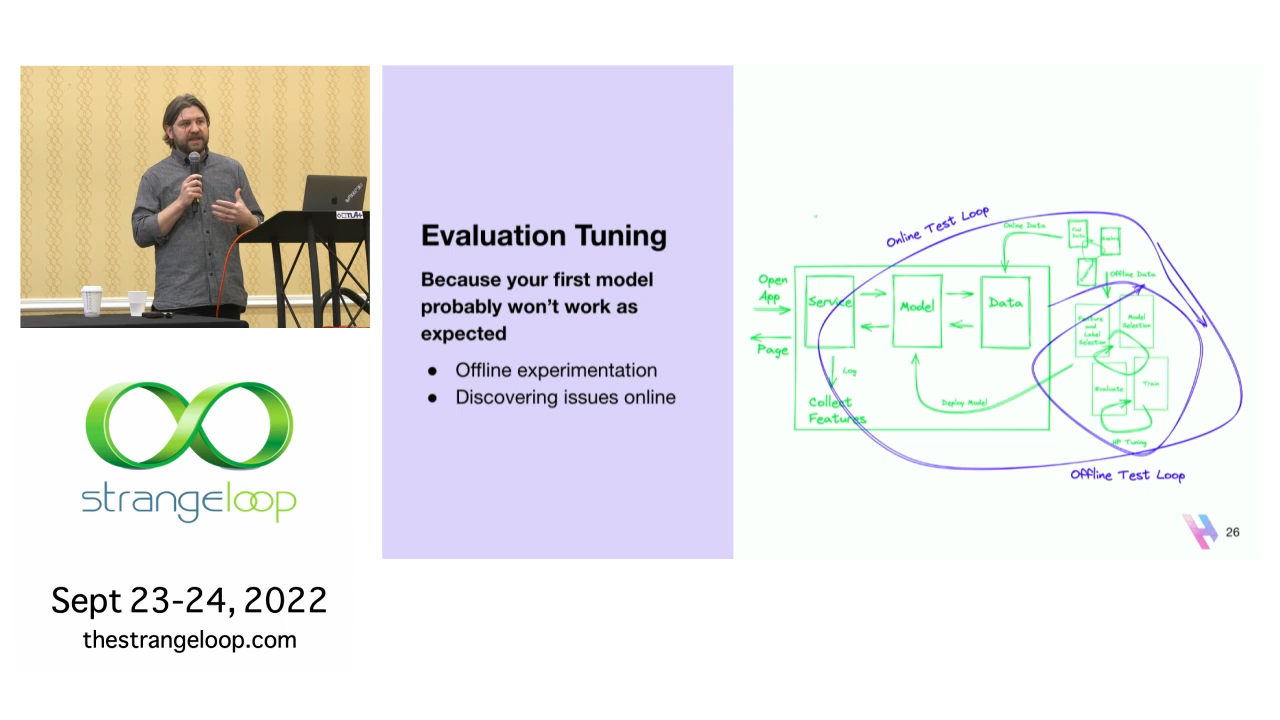 Evaluation Tuning
Because your first model
probably won't work as
expected
● Offline experimentation
● Discovering issues online
Online Test Loop
Online Data
Offline Data
Open
App
Page
Service
Model
Data
Log
Collect
Features
Deploy Model
Feature
and
Label
Selection
Model
Selection
Evaluate
Train
HP Tuning
Offline Test Loop
26
strangeloop
Sept 23-24, 2022
thestrangeloop.com